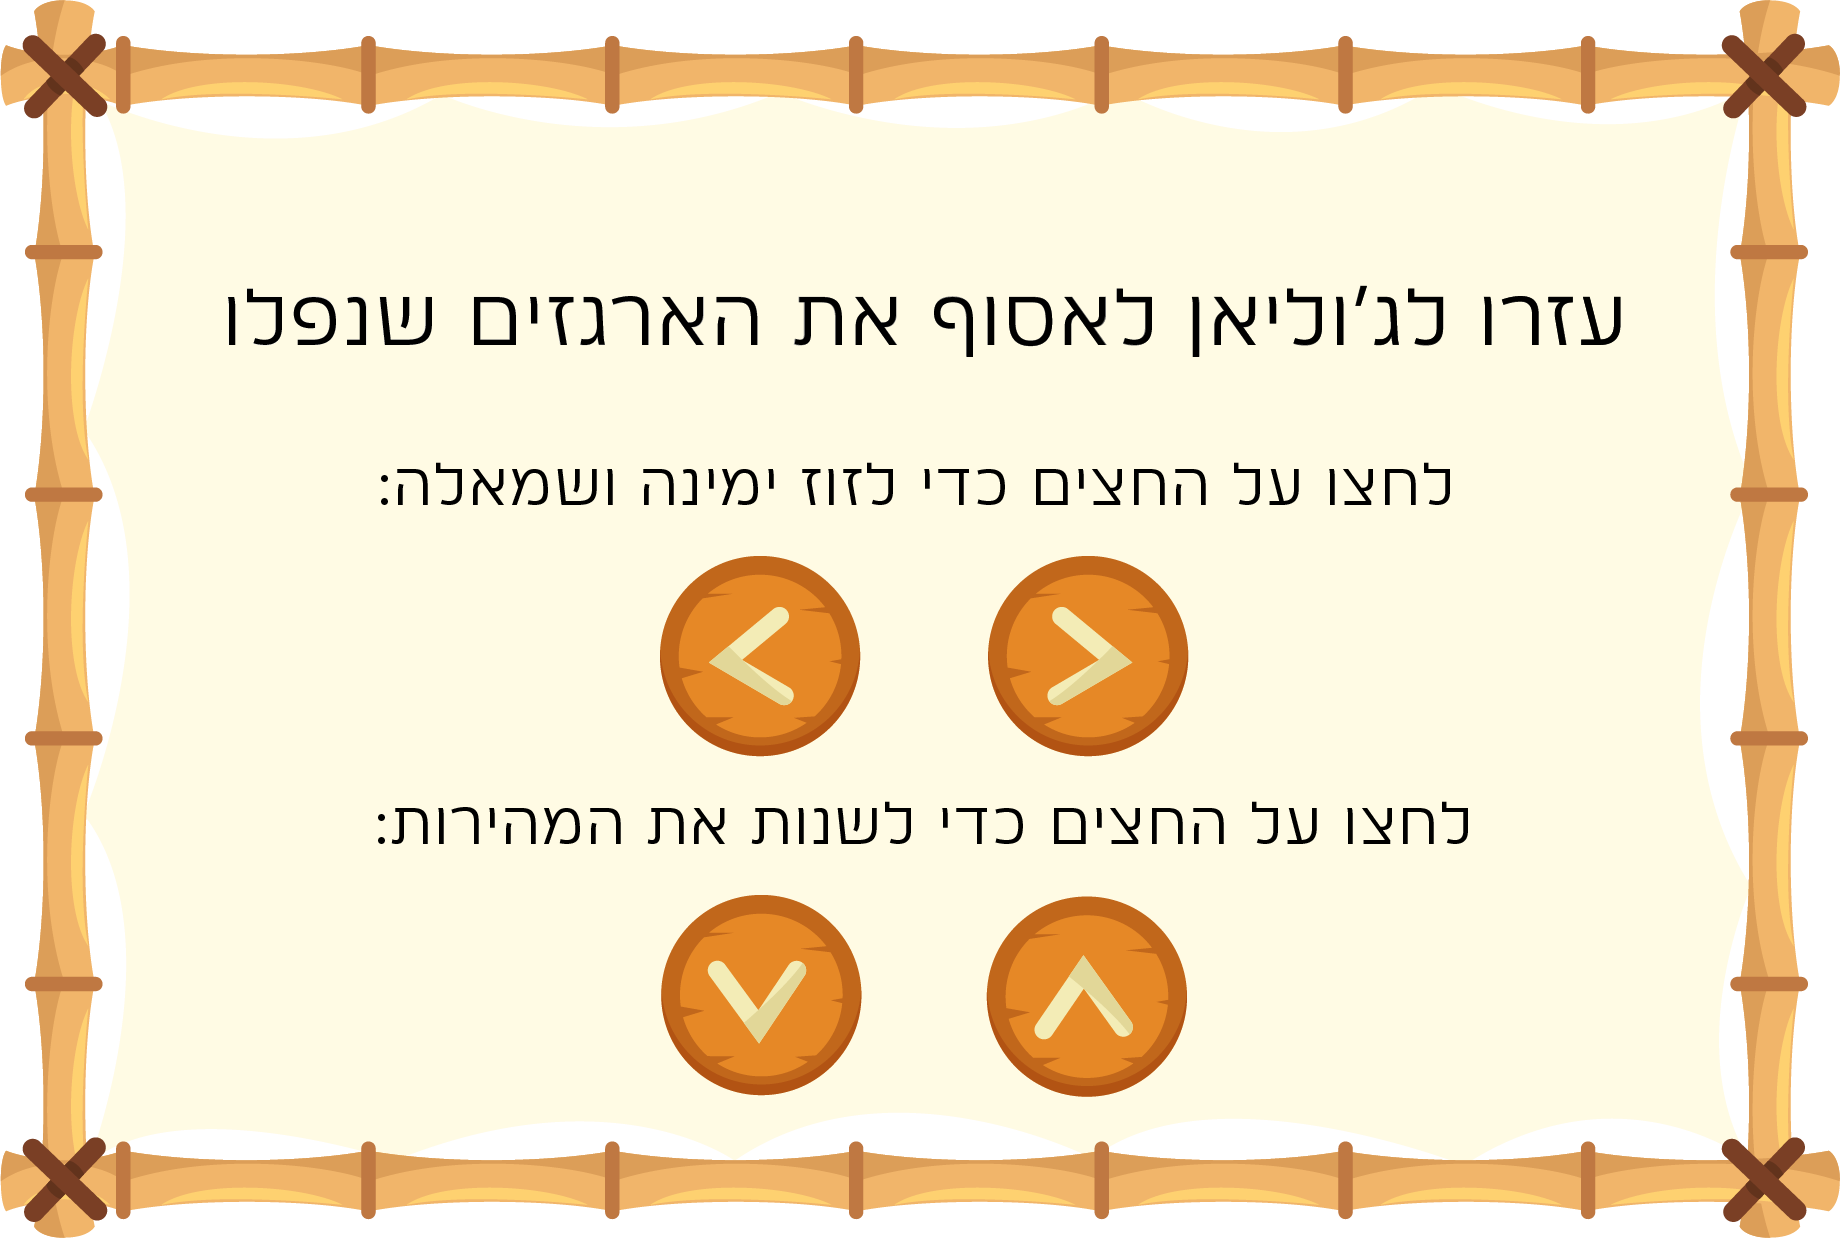 עזרו לג'וליאן לאסוף את הארגזים שנפלו
לחצו על החצים כדי לזוז ימינה ושמאלה:
לחצו על החצים כדי לשנות את המהירות: